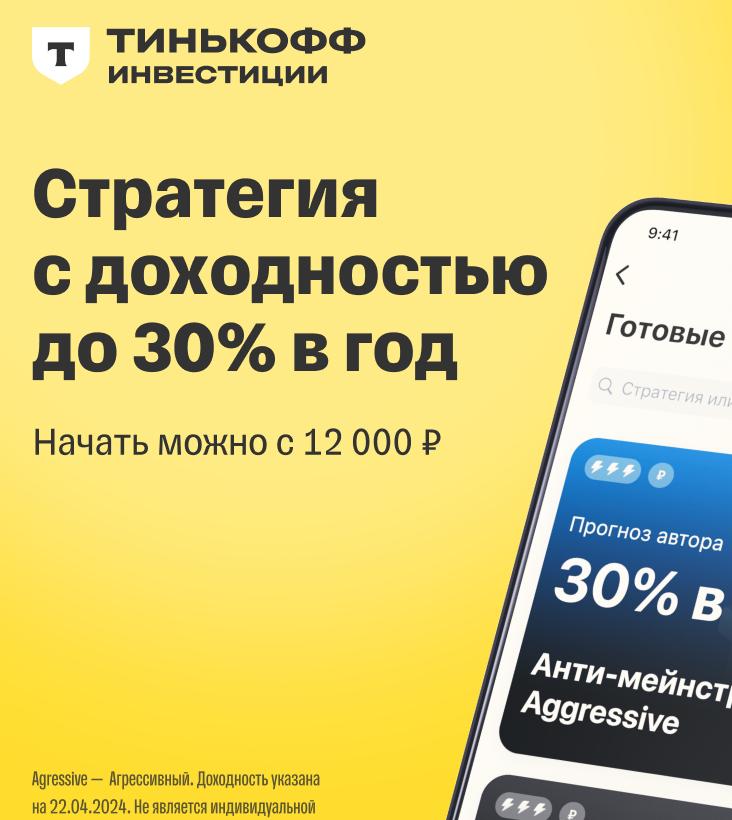 Т
ТИНЬКОФФ
ИНВЕСТИЦИИ
Стратегия
с доходностью
до 30% в год
Начать можно с 12 000 ₽
9:41
Готовые
Стратегия или
₽
Прогноз автора
30% в
Анти-мейнст
Aggressive
₽
Agressive — Агрессивный. Доходность указана
на 22.04.2024. Не является индивидуальной